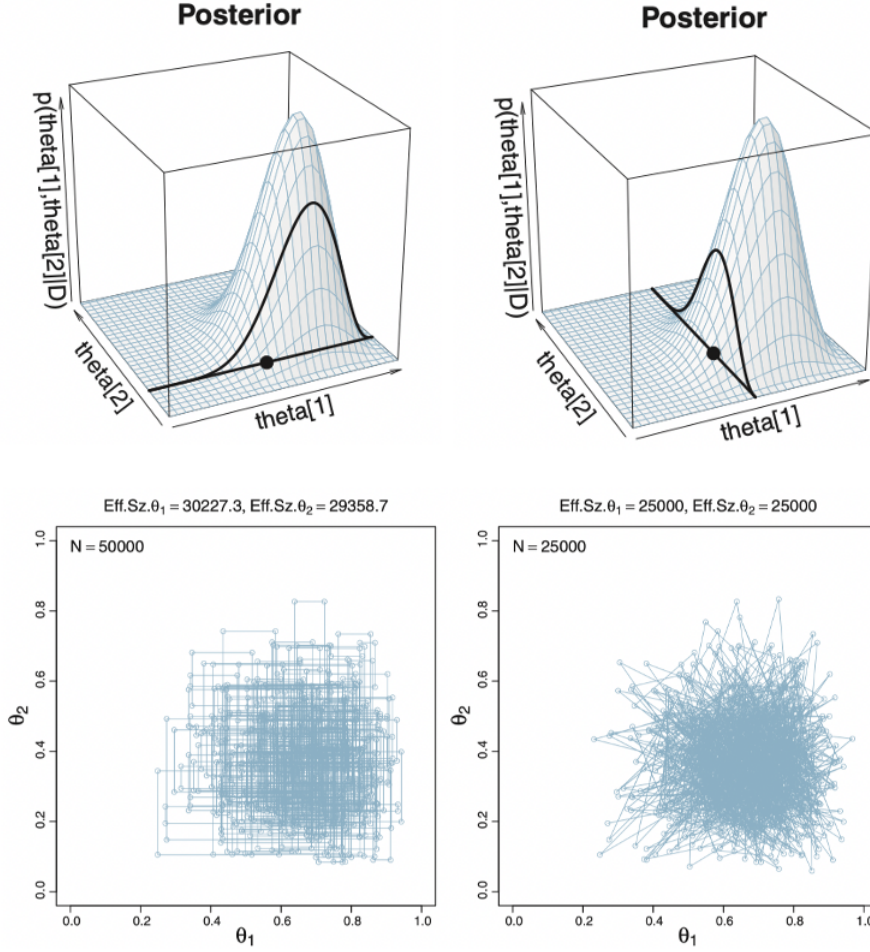 Posterior
p(theta[1],theta[2]|D)
theta[2]
theta[1]
Posterior
p(theta[1],theta[2]|D)
theta[2]
theta[1]
Eff.Sz.θ₁ = 30227.3, Eff.Sz.θ₂ = 29358.7
N = 50000
θ₂
1.0
0.8
0.6
0.4
0.2
0.0
0.0 0.2 0.4 0.6 0.8 1.0
θ₁
Eff.Sz.θ₁ = 25000, Eff.Sz.θ₂ = 25000
N = 25000
θ₂
1.0
0.8
0.6
0.4
0.2
0.0
0.0 0.2 0.4 0.6 0.8 1.0
θ₁